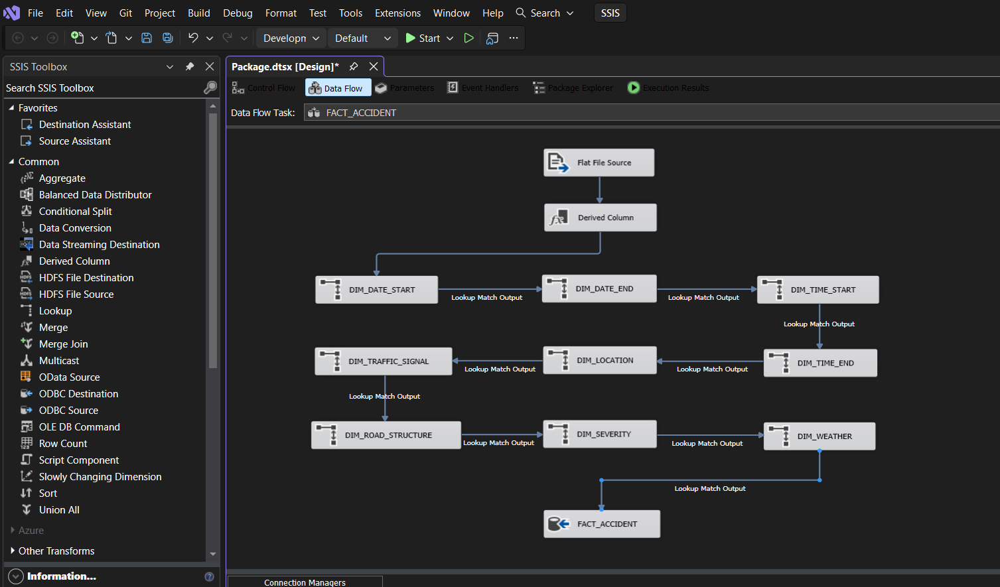 File Edit View Git Project Build Debug Format Design Test Tools Extensions Window Help Search SSIS
Developm Default Start
SSIS Toolbox
Search SSIS Toolbox
Favorites
Destination Assistant
Source Assistant
Common
Aggregate
Balanced Data Distributor
Conditional Split
Data Conversion
Data Streaming Destination
Derived Column
HDFS File Destination
HDFS File Source
Lookup
Merge
Merge Join
Multicast
OData Source
ODBC Destination
ODBC Source
OLE DB Command
Row Count
Script Component
Slowly Changing Dimension
Sort
Union All
Azure
Other Transforms
Information...
Package.dtsx [Design]*
Control Flow Data Flow Parameters Event Handlers Package Explorer Execution Results
Data Flow Task: FACT_ACCIDENT
Flat File Source
Derived Column
DIM_DATE_START
Lookup Match Output
DIM_DATE_END
Lookup Match Output
DIM_TIME_START
Lookup Match Output
DIM_TIME_END
Lookup Match Output
DIM_LOCATION
Lookup Match Output
DIM_TRAFFIC_SIGNAL
Lookup Match Output
DIM_ROAD_STRUCTURE
Lookup Match Output
DIM_SEVERITY
Lookup Match Output
DIM_WEATHER
Lookup Match Output
FACT_ACCIDENT
Connection Managers